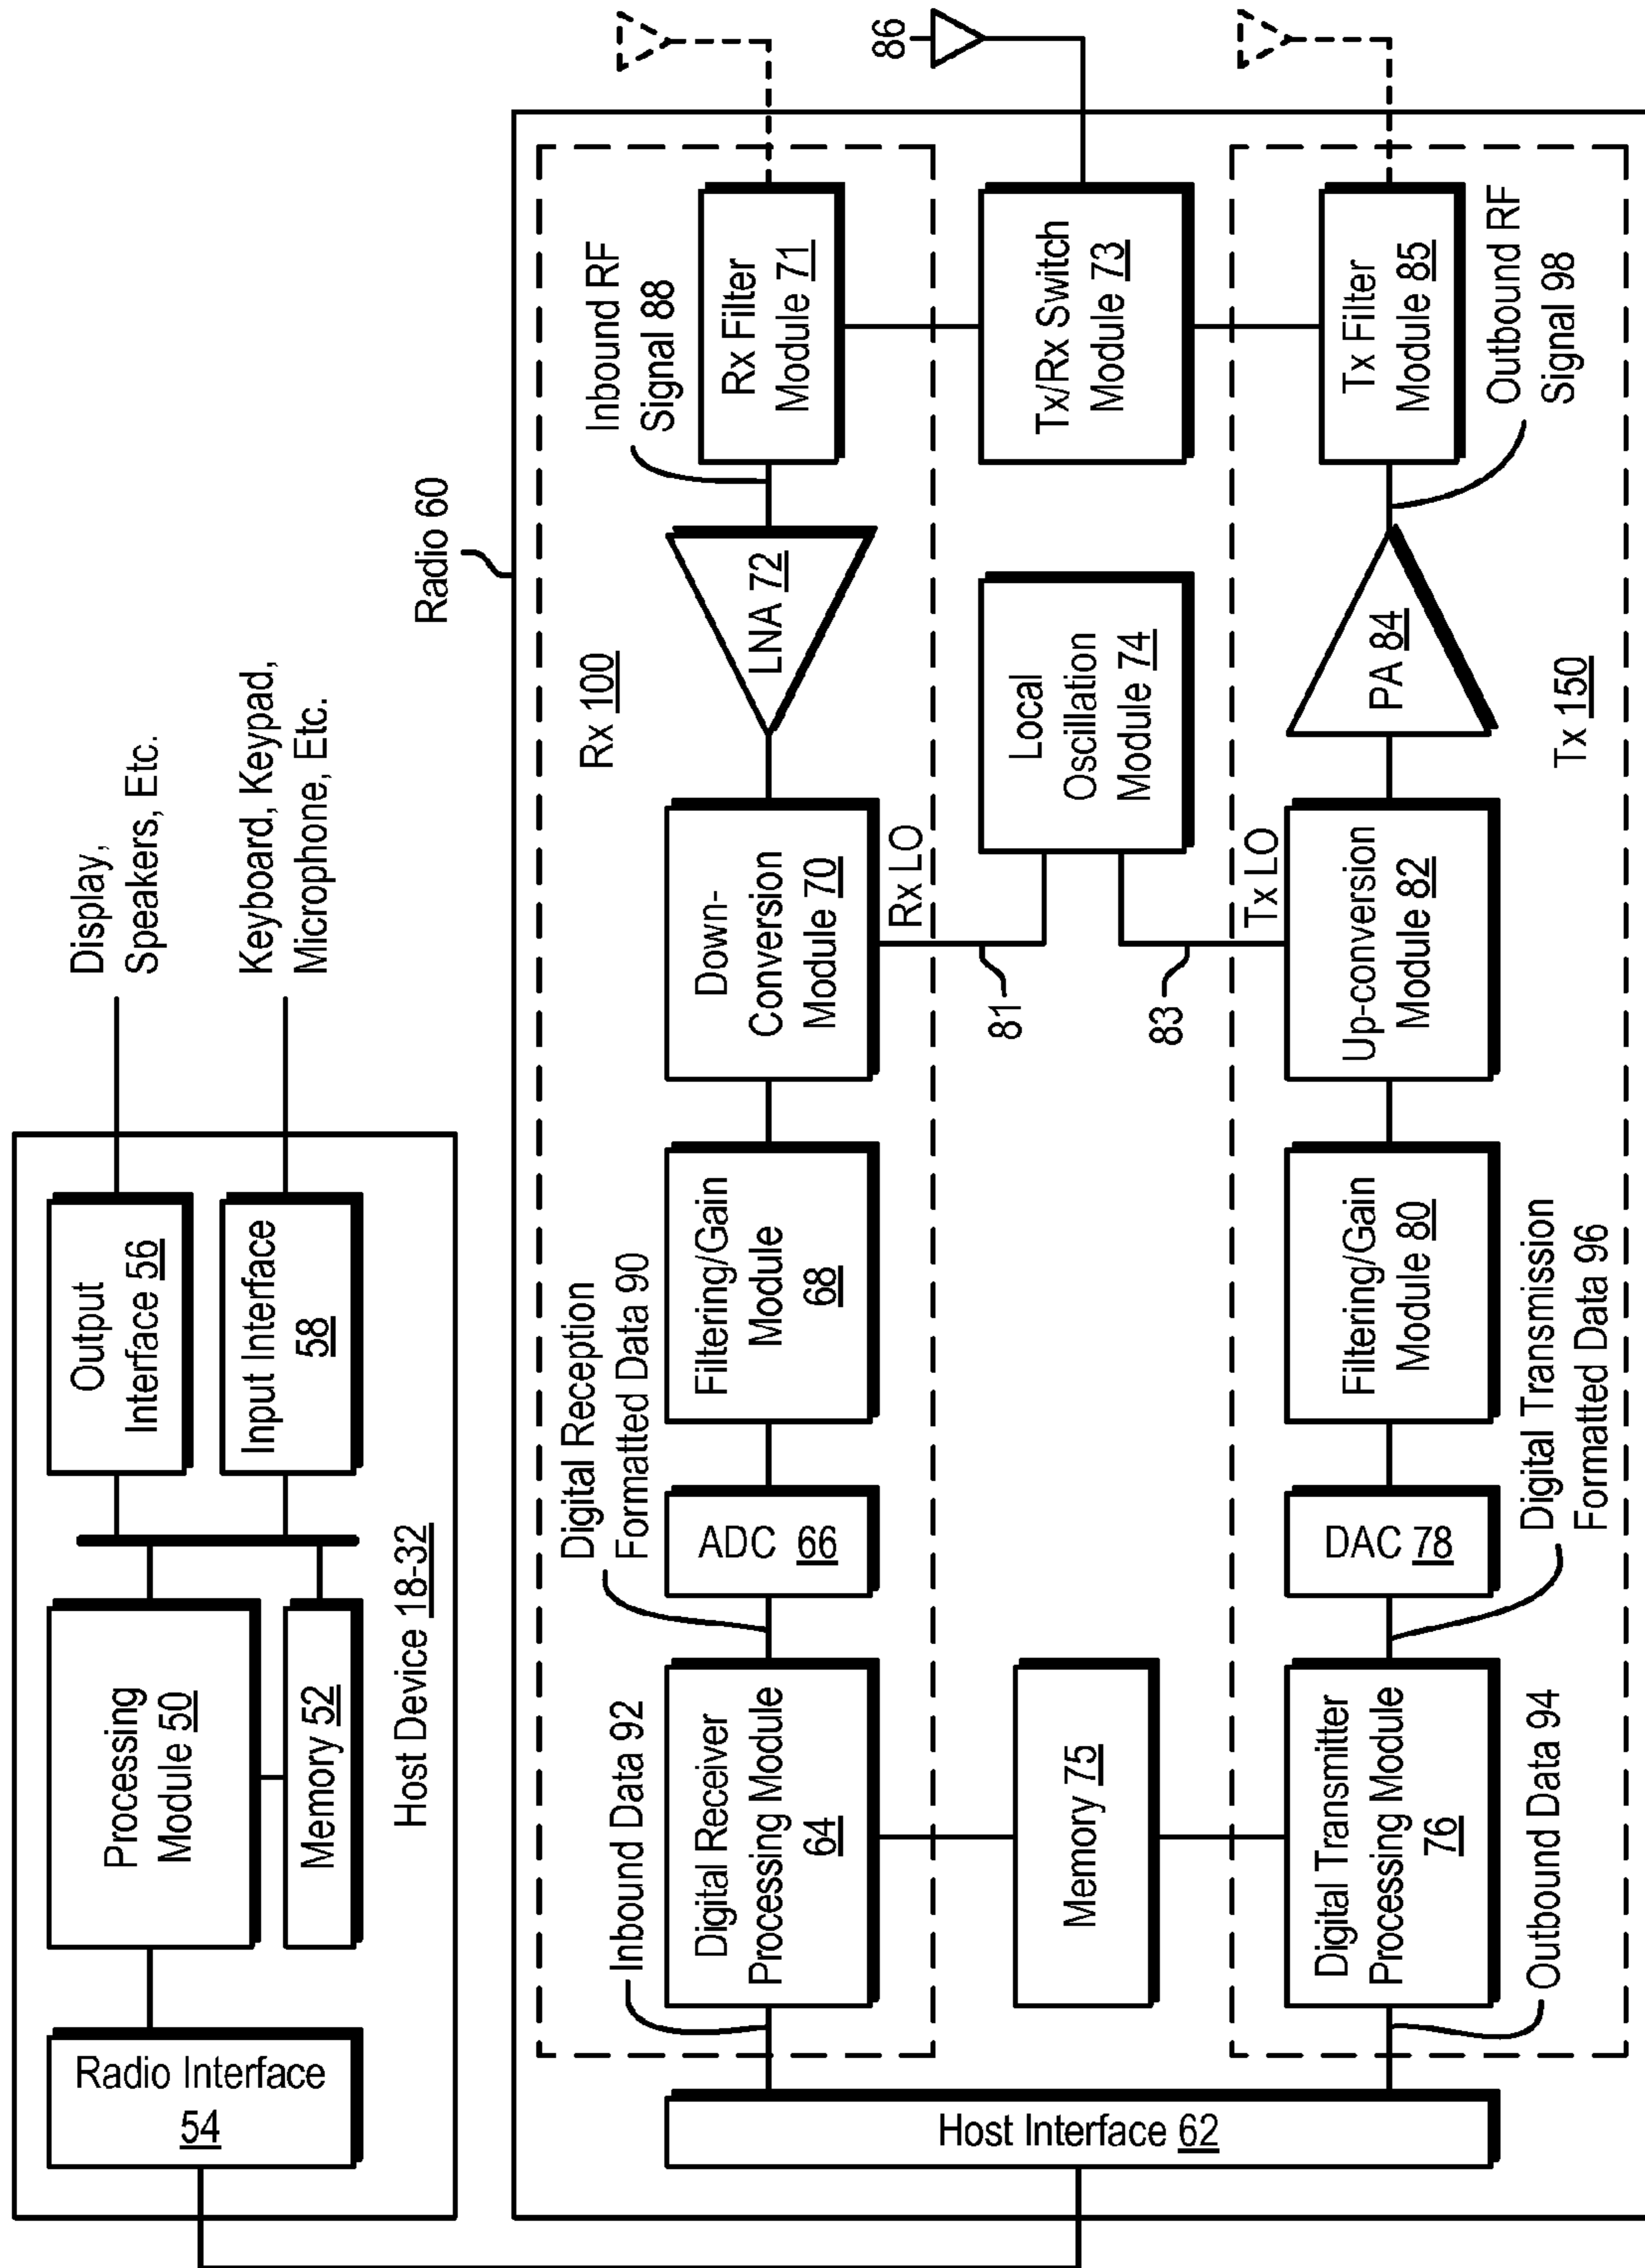 Display,
Speakers, Etc.
Keyboard, Keypad,
Microphone, Etc.
Output
Interface 56
Input Interface
58
Processing
Module 50
Memory 52
Radio Interface
54
Host Device 18-32
Radio 60
Host Interface 62
Inbound Data 92
Digital Receiver
Processing Module
64
Digital Reception
Formatted Data 90
ADC 66
Filtering/Gain
Module
68
Down-
Conversion
Module 70
Rx LO
Rx 100
LNA 72
Inbound RF
Signal 88
Rx Filter
Module 71
Memory 75
81
83
Local
Oscillation
Module 74
Tx/Rx Switch
Module 73
86
Digital Transmitter
Processing Module
76
Outbound Data 94
DAC 78
Digital Transmission
Formatted Data 96
Filtering/Gain
Module 80
Tx LO
Up-conversion
Module 82
PA 84
Tx 150
Tx Filter
Module 85
Outbound RF
Signal 98